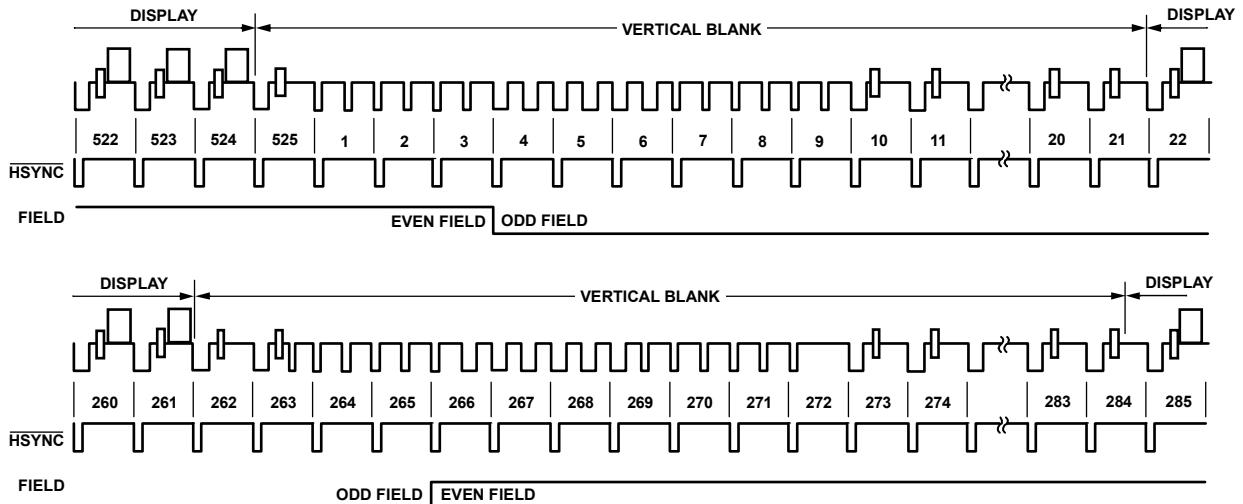 DISPLAY VERTICAL BLANK DISPLAY
522 523 524 525 1 2 3 4 5 6 7 8 9 10 11 20 21 22
HSYNC
FIELD EVEN FIELD ODD FIELD
DISPLAY VERTICAL BLANK DISPLAY
260 261 262 263 264 265 266 267 268 269 270 271 272 273 274 283 284 285
HSYNC
FIELD ODD FIELD EVEN FIELD